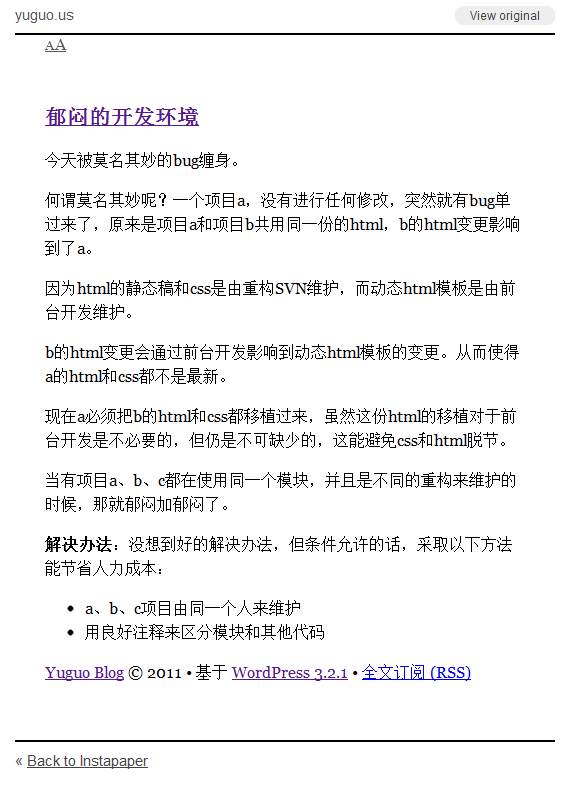 yuguo.us
View original
AA
郁闷的开发环境
今天被莫名其妙的bug缠身。
何谓莫名其妙呢？一个项目a，没有进行任何修改，突然就有bug单
过来了，原来是项目a和项目b共用同一份的html，b的html变更影响
到了a。
因为html的静态稿和css是由重构SVN维护，而动态html模板是由前
台开发维护。
b的html变更会通过前台开发影响到动态html模板的变更。从而使得
a的html和css都不是最新。
现在a必须把b的html和css都移植过来，虽然这份html的移植对于前
台开发是不必要的，但仍是不可缺少的，这能避免css和html脱节。
当有项目a、b、c都在使用同一个模块，并且是不同的重构来维护的
时候，那就郁闷加郁闷了。
解决办法：没想到好的解决办法，但条件允许的话，采取以下方法
能节省人力成本：
• a、b、c项目由同一个人来维护
• 用良好注释来区分模块和其他代码
Yuguo Blog © 2011 • 基于 WordPress 3.2.1 • 全文订阅 (RSS)
« Back to Instapaper